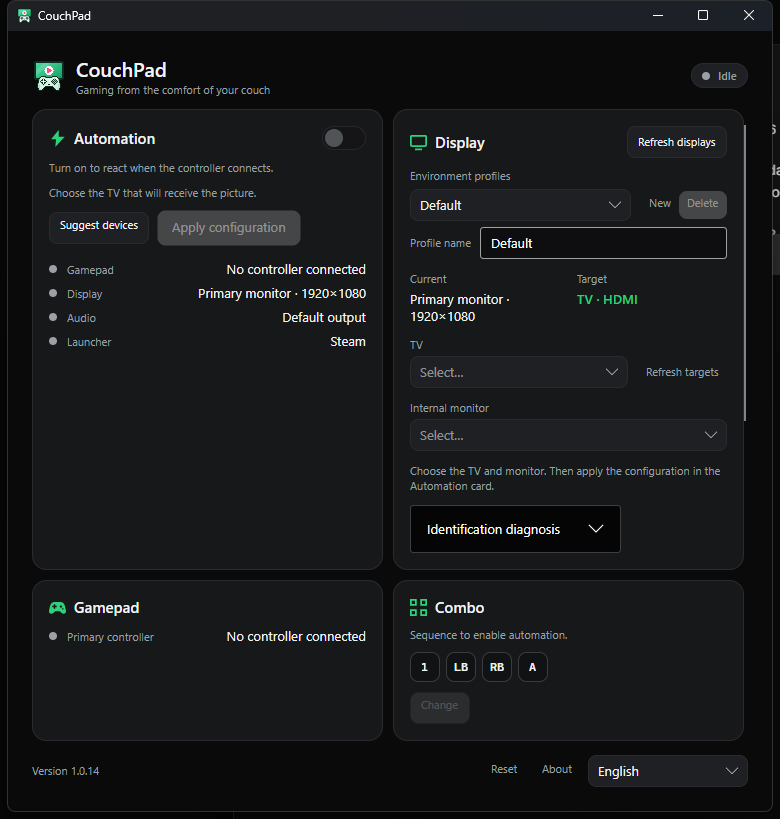 CouchPad
CouchPad
Gaming from the comfort of your couch
Idle
Automation
Turn on to react when the controller connects.
Choose the TV that will receive the picture.
Suggest devices
Apply configuration
Gamepad No controller connected
Display Primary monitor · 1920×1080
Audio Default output
Launcher Steam
Display
Refresh displays
Environment profiles
Default
New
Delete
Profile name
Default
Current
Target
Primary monitor ·
1920×1080
TV · HDMI
TV
Select...
Refresh targets
Internal monitor
Select...
Choose the TV and monitor. Then apply the configuration in the
Automation card.
Identification diagnosis
Gamepad
Primary controller No controller connected
Combo
Sequence to enable automation.
1 LB RB A
Change
Version 1.0.14
Reset
About
English